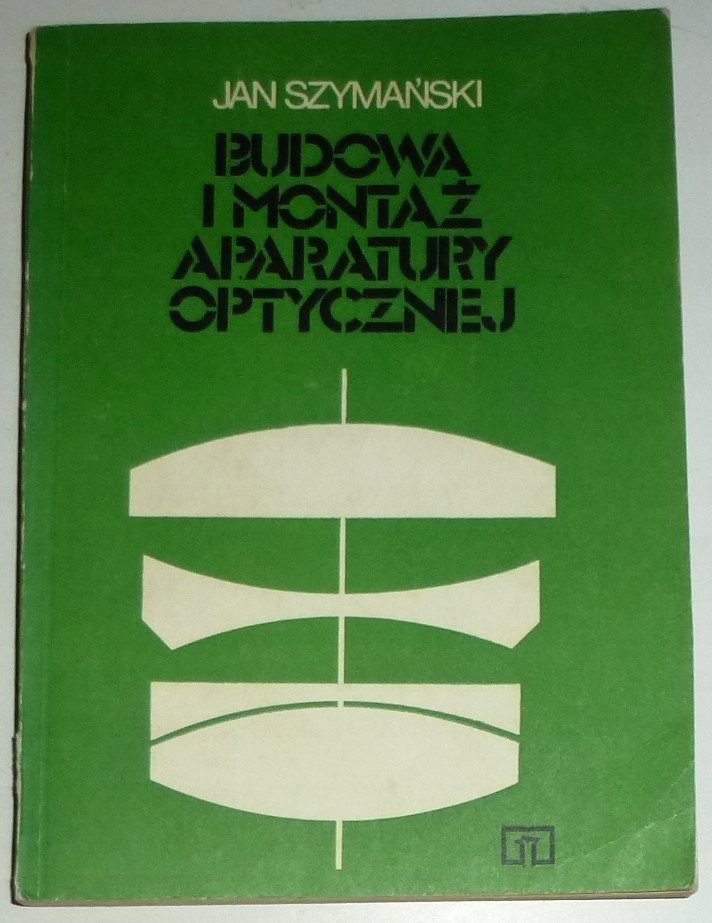 JAN SZYMAŃSKI
BUDOWA
I MONTAŻ
APARATURY
OPTYCZNEJ